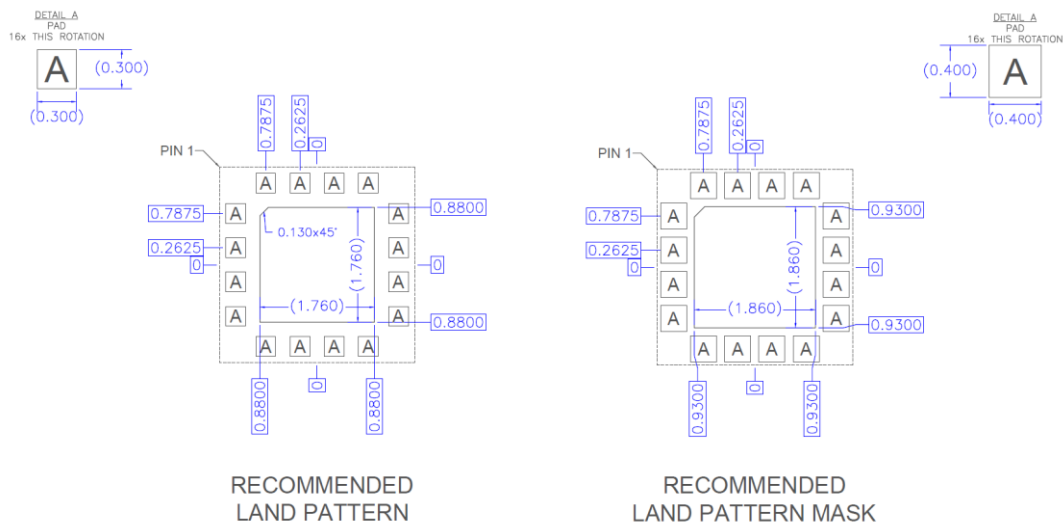 DETAIL A
PAD
16x THIS ROTATION
A
(0.300)
(0.300)
0.7875
0.2625
0
PIN 1
A A A A
0.7875
A
A
0.8800
0.130x45°
0.2625
A
A
0
(1.760)
0
A
A
(1.760)
A
A
0.8800
A A A A
0.8800
0
0.8800
RECOMMENDED
LAND PATTERN
DETAIL A
PAD
16x THIS ROTATION
A
(0.400)
(0.400)
0.7875
0.2625
0
PIN 1
A A A A
0.7875
A
A
0.9300
0.2625
A
A
0
(1.860)
0
A
A
(1.860)
A
A
0.9300
A A A A
0.9300
0
0.9300
RECOMMENDED
LAND PATTERN MASK